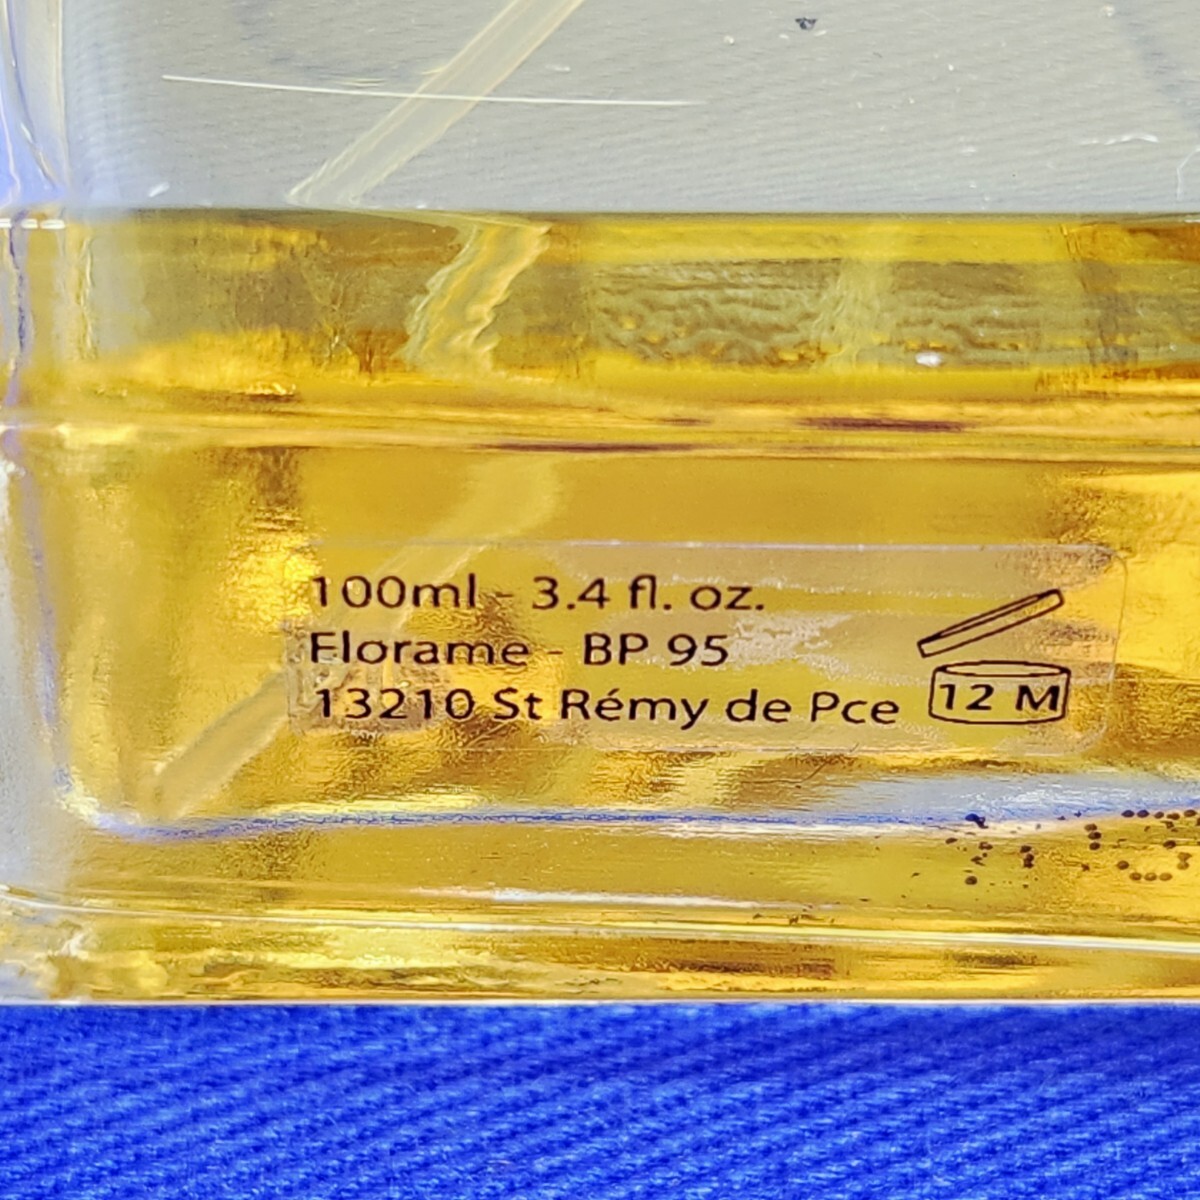 100ml - 3.4 fl. oz.
Florame - BP 95
13210 St Rémy de Pce
12 M